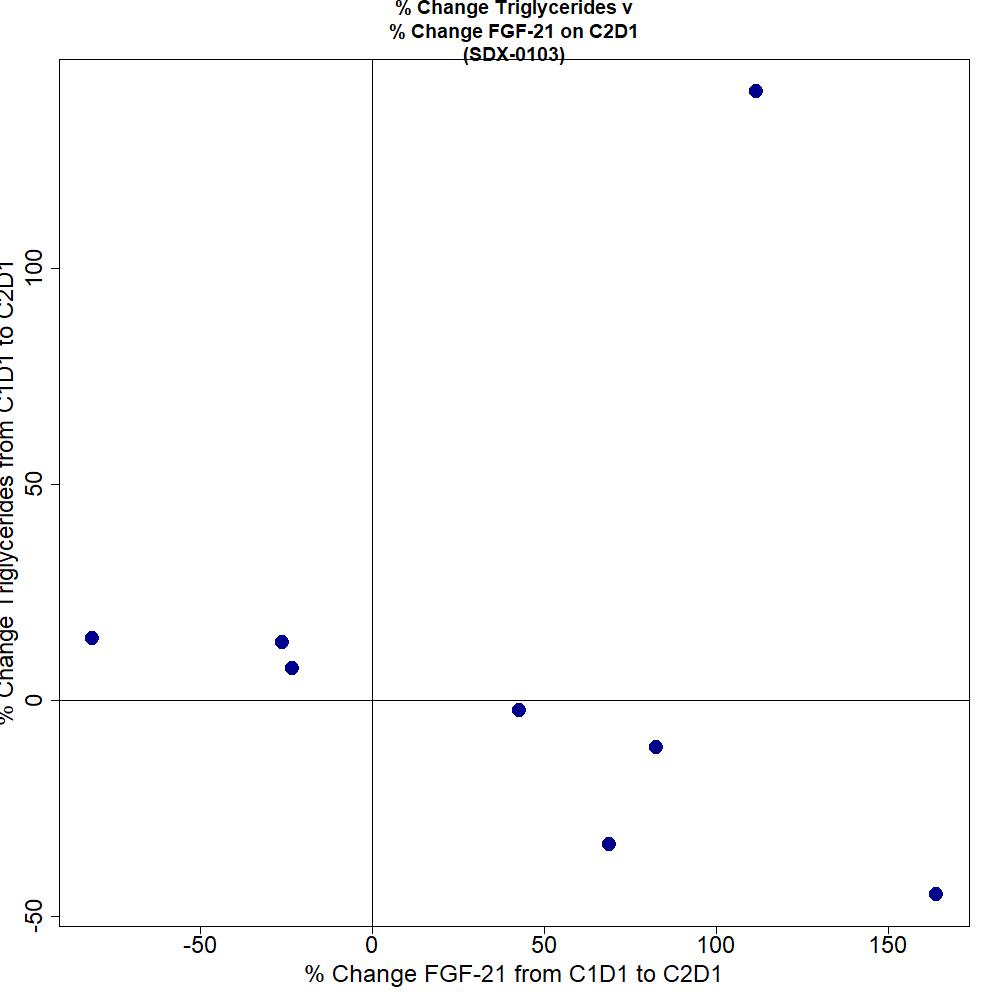 % Change Triglycerides v
% Change FGF-21 on C2D1
(SDX-0103)
% Change Triglycerides from C1D1 to C2D1
100
50
0
-50
-50
0
50
100
150
% Change FGF-21 from C1D1 to C2D1